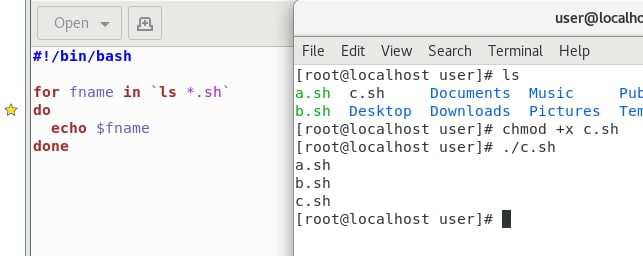 Open
#!/bin/bash
for fname in `ls *.sh`
do
echo $fname
done
user@localho
File Edit View Search Terminal Help
[root@localhost user]# ls
a.sh c.sh Documents Music Pub
b.sh Desktop Downloads Pictures Tem
[root@localhost user]# chmod +x c.sh
[root@localhost user]# ./c.sh
a.sh
b.sh
c.sh
[root@localhost user]#